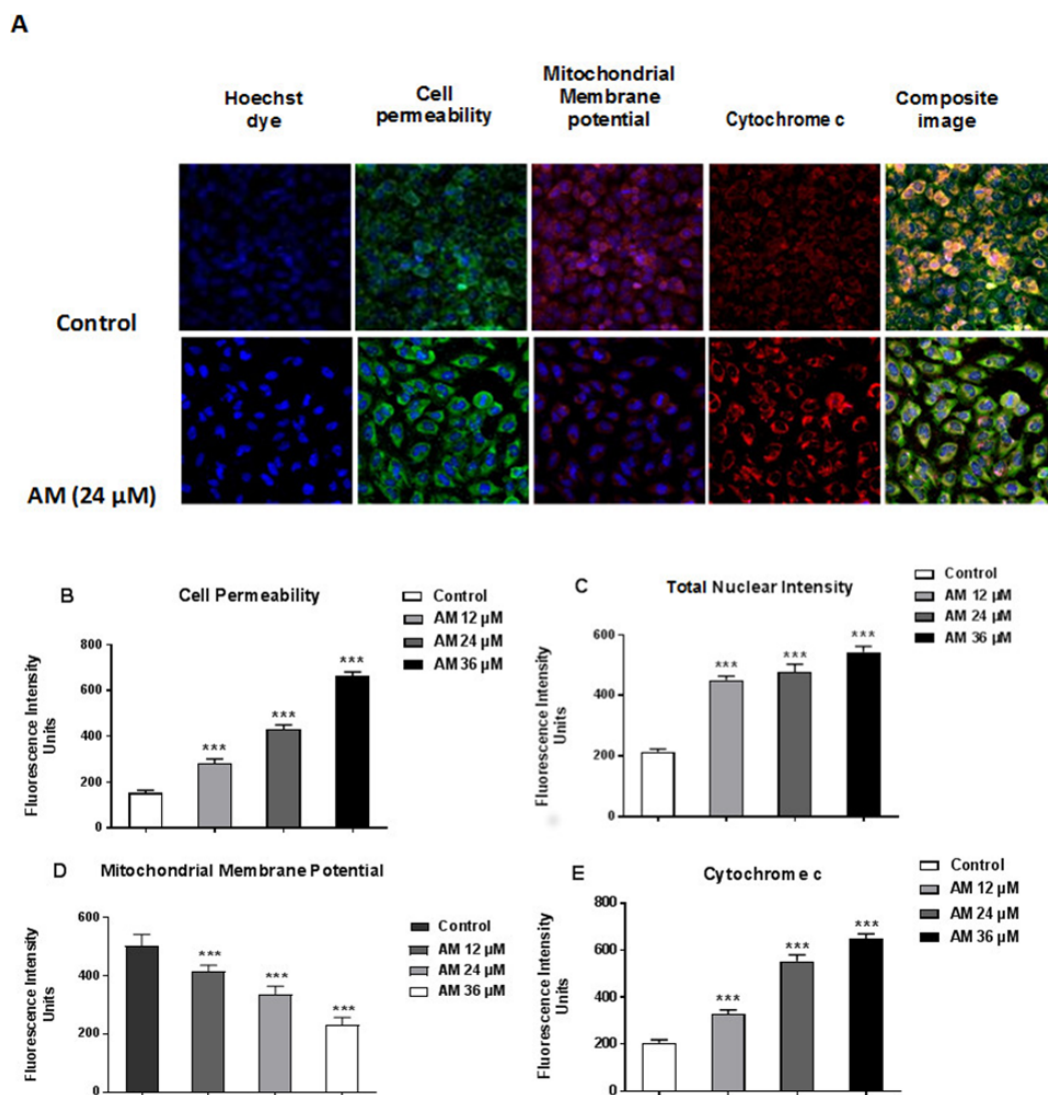 A
Hoechst
dye
Cell
permeability
Mitochondrial
Membrane
potential
Cytochrome c
Composite
image
Control
AM (24 µM)
B
Cell Permeability
Control
AM 12 µM
AM 24 µM
AM 36 µM
Fluorescence Intensity
Units
800
600
400
200
0
***
***
***
C
Total Nuclear Intensity
Control
AM 12 µM
AM 24 µM
AM 36 µM
Fluorescence Intensity
Units
600
400
200
0
***
***
***
D
Mitochondrial Membrane Potential
Control
AM 12 µM
AM 24 µM
AM 36 µM
Fluorescence Intensity
Units
600
400
200
0
***
***
***
E
Cytochrome c
Control
AM 12 µM
AM 24 µM
AM 36 µM
Fluorescence Intensity
Units
800
600
400
200
0
***
***
***